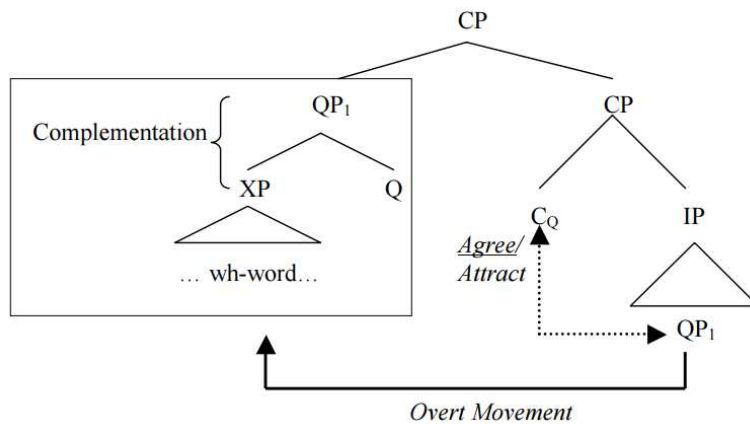 CP
QP1
CP
Complementation
XP Q
CQ IP
Agree/
Attract
… wh-word…
QP1
Overt Movement